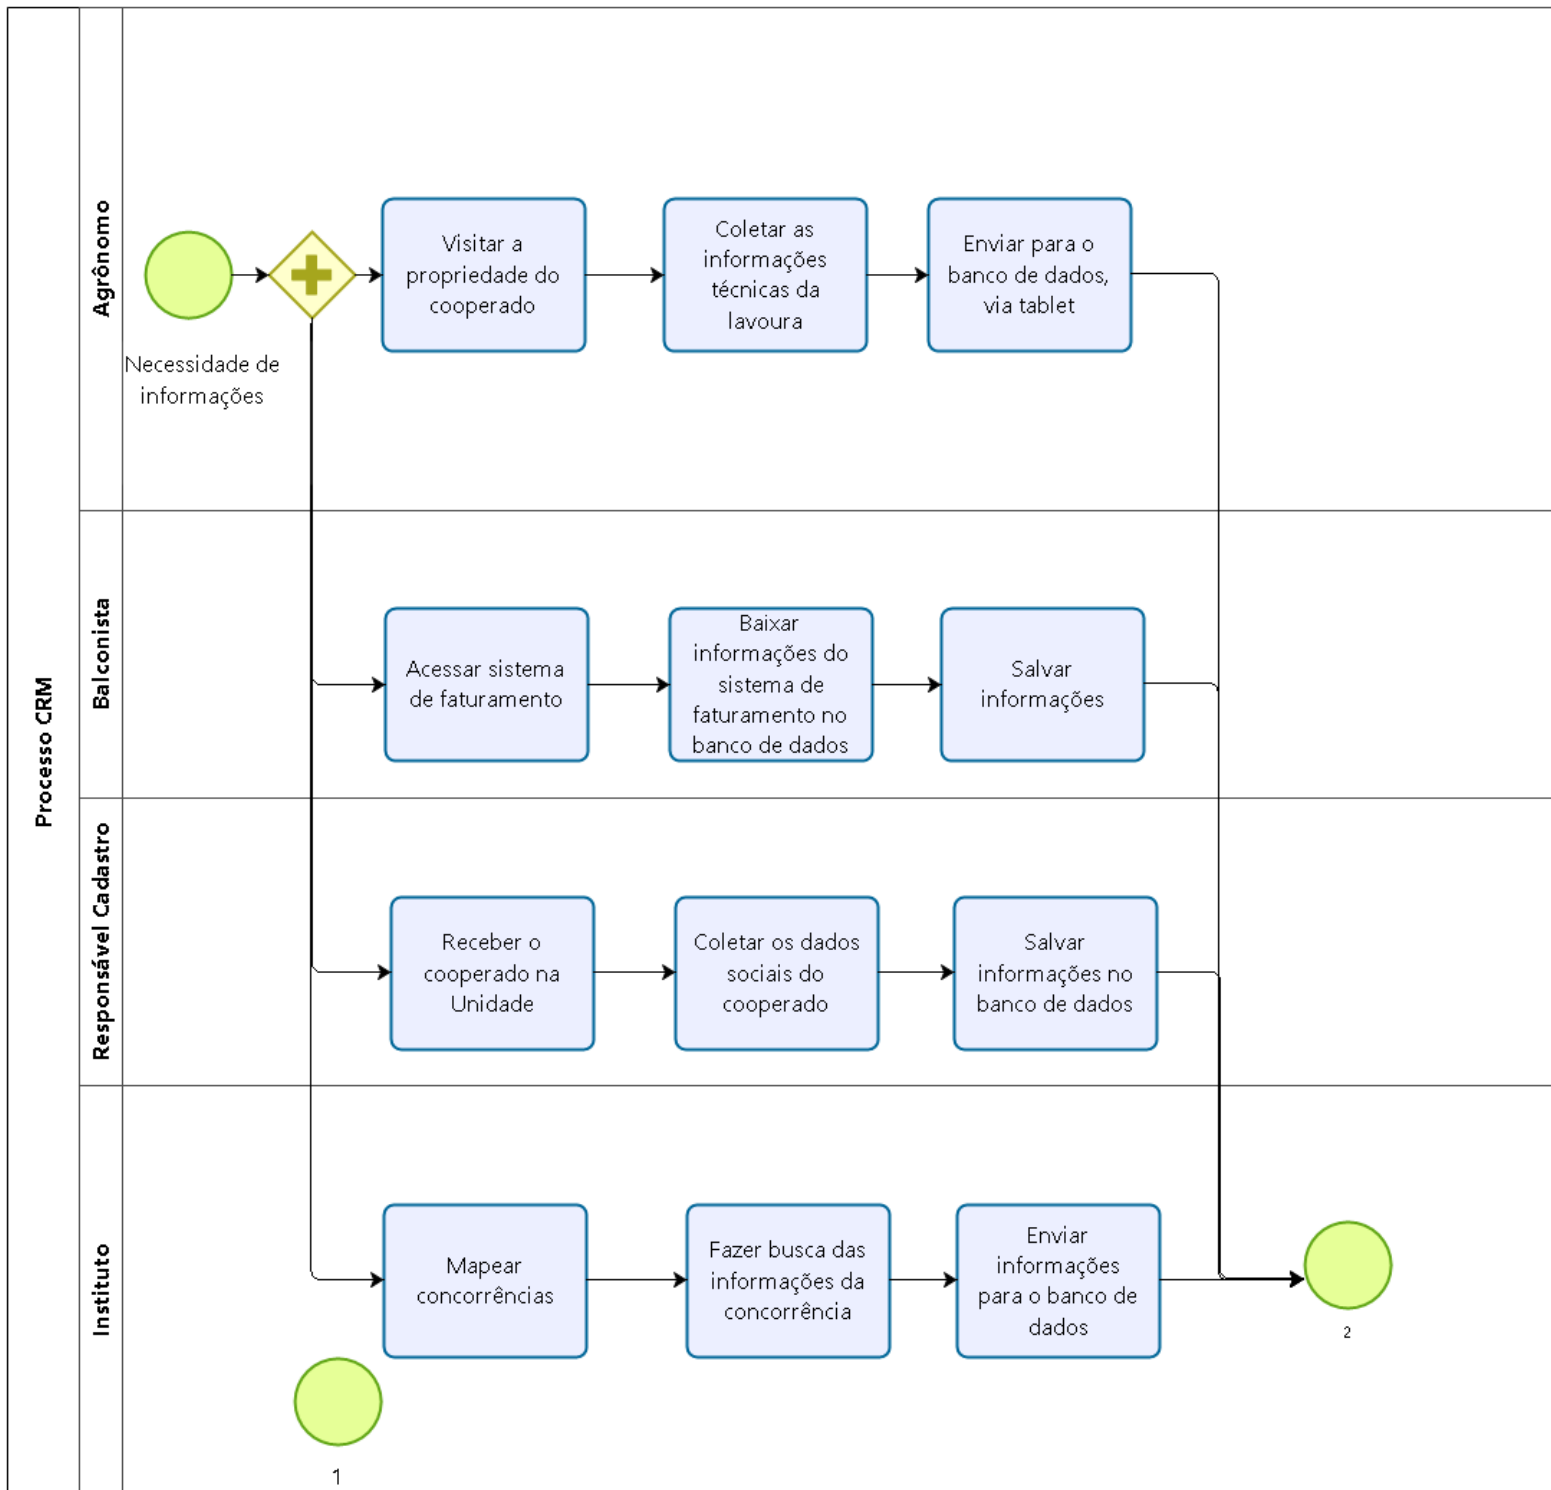 Processo CRM
Agrônomo
Necessidade de
informações
Visitar a
propriedade do
cooperado
Coletar as
informações
técnicas da
lavoura
Enviar para o
banco de dados,
via tablet
Balconista
Acessar sistema
de faturamento
Baixar
informações do
sistema de
faturamento no
banco de dados
Salvar
informações
Responsável Cadastro
Receber o
cooperado na
Unidade
Coletar os dados
sociais do
cooperado
Salvar
informações no
banco de dados
Instituto
Mapear
concorrências
Fazer busca das
informações da
concorrência
Enviar
informações
para o banco de
dados
2
1